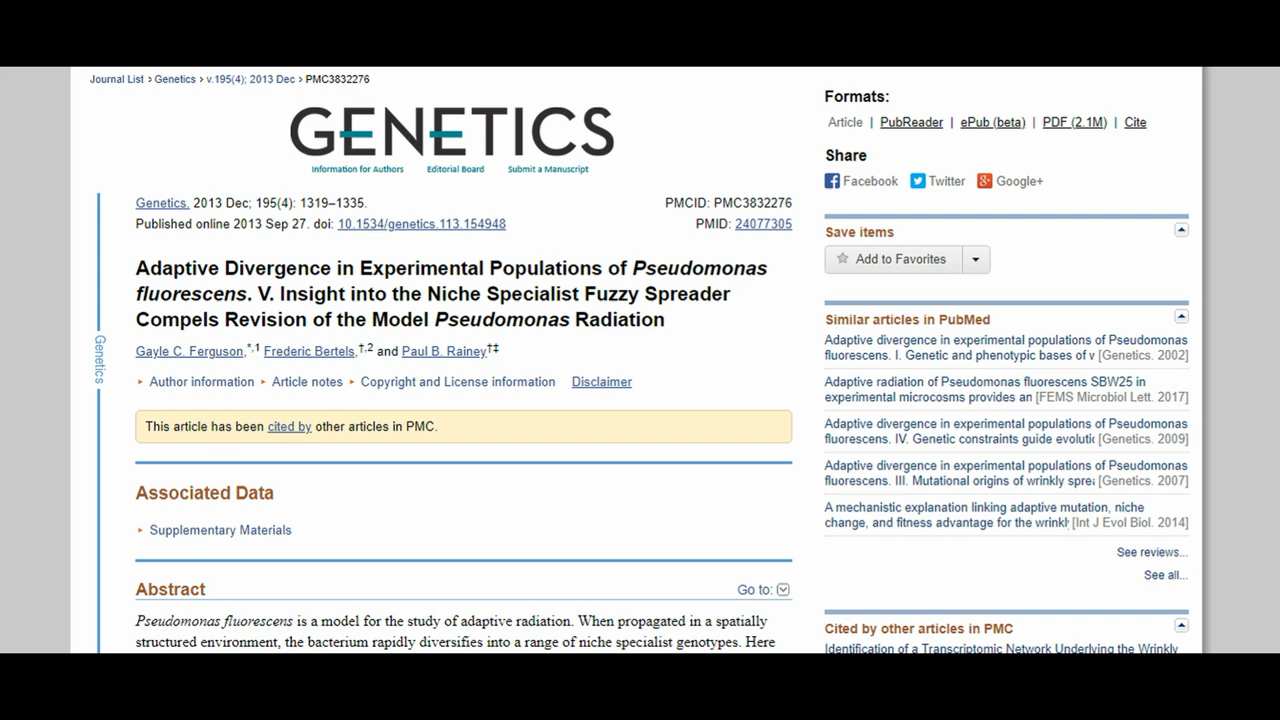 Journal List > Genetics > v.195(4); 2013 Dec > PMC3832276
GENETICS
Information for Authors Editorial Board Submit a Manuscript
Genetics. 2013 Dec; 195(4): 1319–1335. PMCID: PMC3832276
Published online 2013 Sep 27. doi: 10.1534/genetics.113.154948 PMID: 24077305
Adaptive Divergence in Experimental Populations of Pseudomonas
fluorescens. V. Insight into the Niche Specialist Fuzzy Spreader
Compels Revision of the Model Pseudomonas Radiation
Gayle C. Ferguson,*,1 Frederic Bertels,†,2 and Paul B. Rainey†‡
Author information Article notes Copyright and License information Disclaimer
This article has been cited by other articles in PMC.
Associated Data
Supplementary Materials
Abstract Go to:
Pseudomonas fluorescens is a model for the study of adaptive radiation. When propagated in a spatially
structured environment, the bacterium rapidly diversifies into a range of niche specialist genotypes. Here
Genetics
Formats:
Article | PubReader | ePub (beta) | PDF (2.1M) | Cite
Share
Facebook Twitter Google+
Save items
Add to Favorites
Similar articles in PubMed
Adaptive divergence in experimental populations of Pseudomonas
fluorescens. I. Genetic and phenotypic bases of v [Genetics. 2002]
Adaptive radiation of Pseudomonas fluorescens SBW25 in
experimental microcosms provides an [FEMS Microbiol Lett. 2017]
Adaptive divergence in experimental populations of Pseudomonas
fluorescens. IV. Genetic constraints guide evoluti [Genetics. 2009]
Adaptive divergence in experimental populations of Pseudomonas
fluorescens. III. Mutational origins of wrinkly sprea [Genetics. 2007]
A mechanistic explanation linking adaptive mutation, niche
change, and fitness advantage for the wrinkl [Int J Evol Biol. 2014]
See reviews...
See all...
Cited by other articles in PMC
Identification of a Transcriptomic Network Underlying the Wrinkly